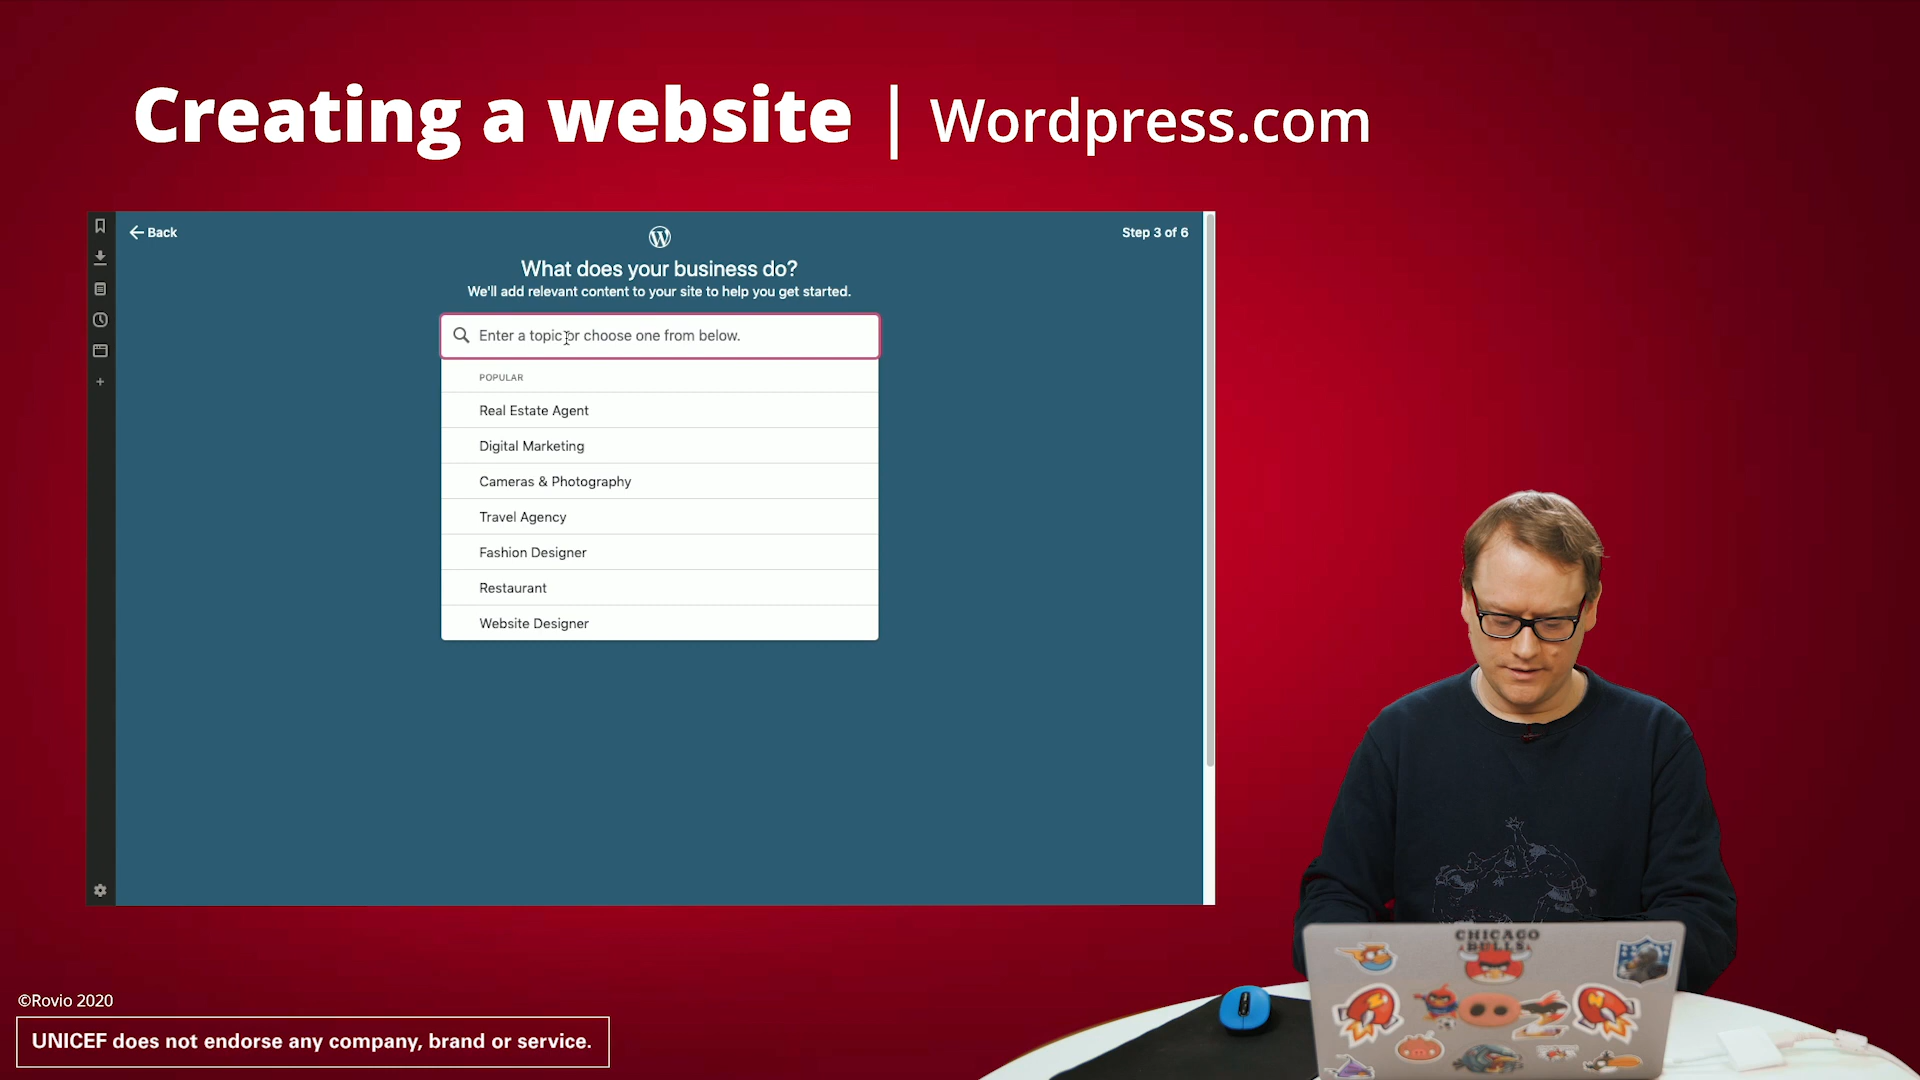 Creating a website | Wordpress.com
Back
Step 3 of 6
What does your business do?
We'll add relevant content to your site to help you get started.
Enter a topic or choose one from below.
POPULAR
Real Estate Agent
Digital Marketing
Cameras & Photography
Travel Agency
Fashion Designer
Restaurant
Website Designer
CHICAGO
BULLS
©Rovio 2020
UNICEF does not endorse any company, brand or service.